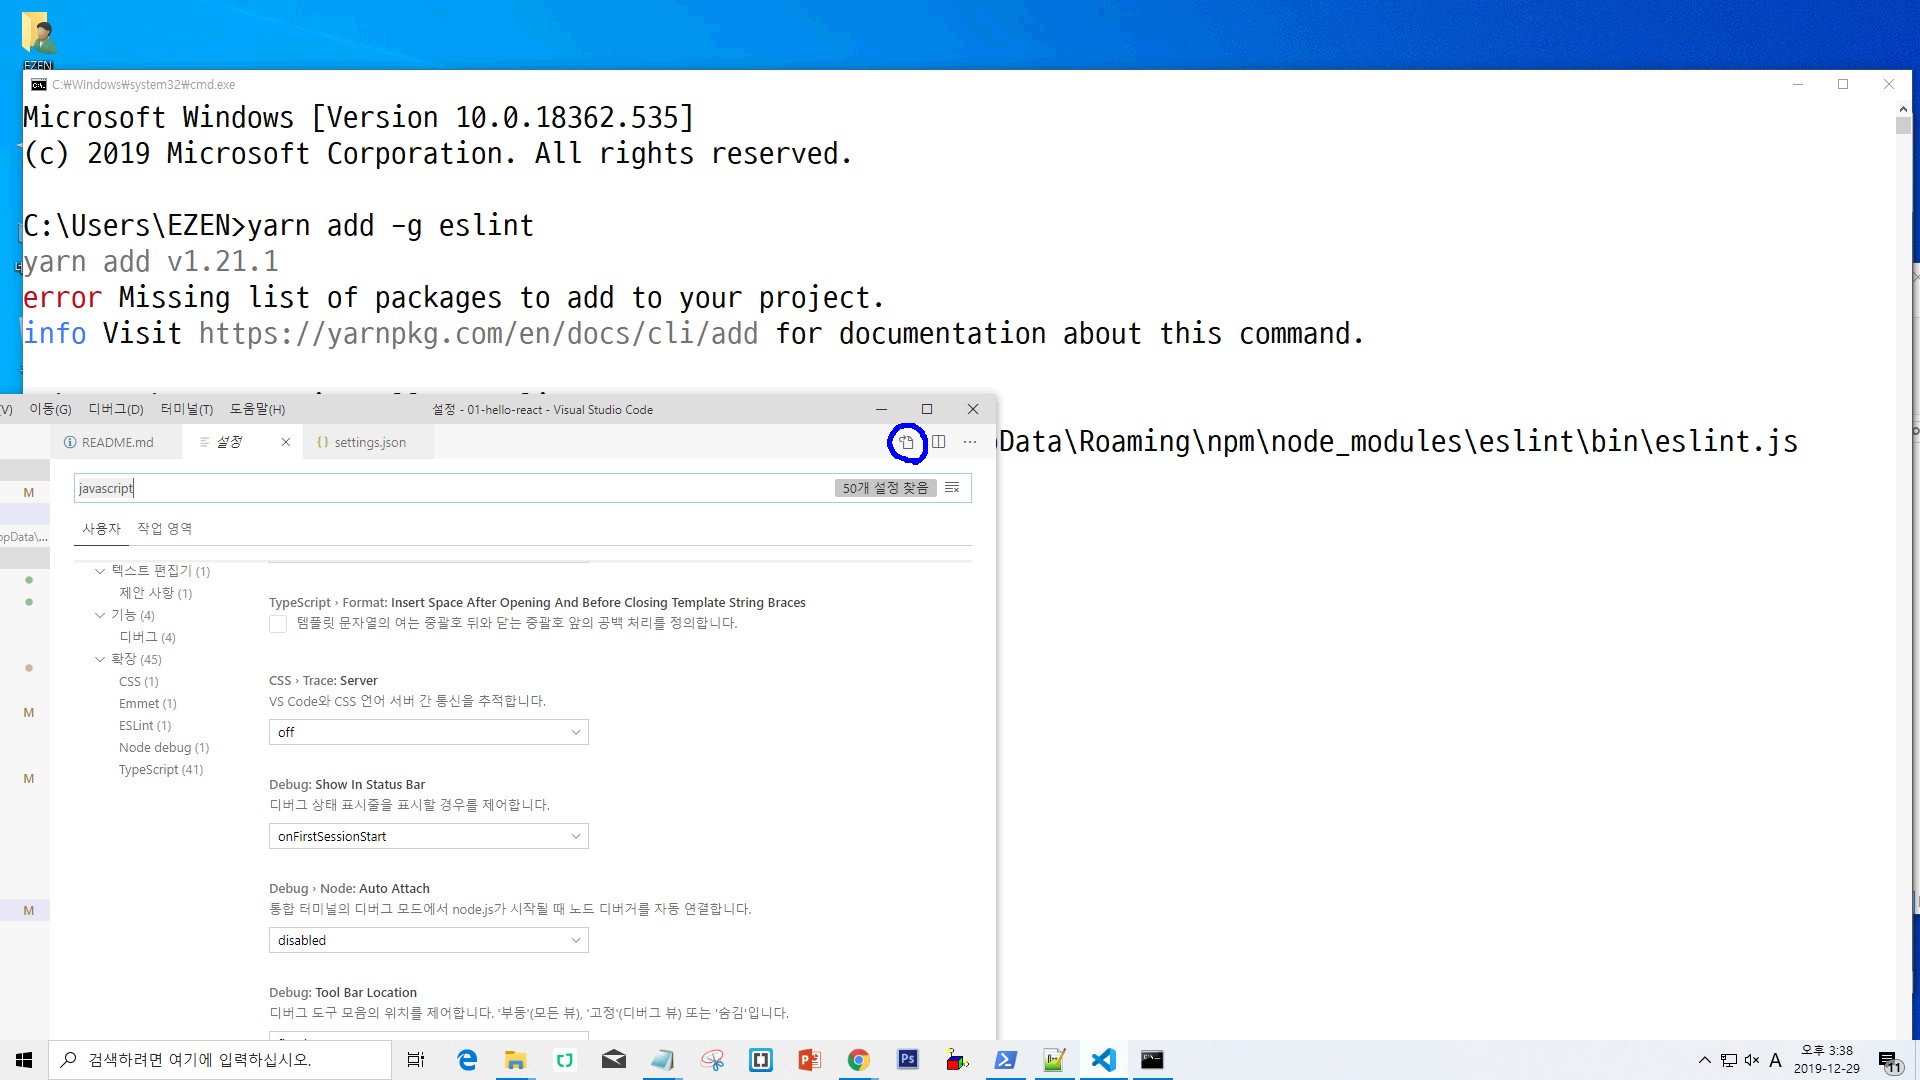 EZEN
C:\Windows\system32\cmd.exe
Microsoft Windows [Version 10.0.18362.535]
(c) 2019 Microsoft Corporation. All rights reserved.
C:\Users\EZEN>yarn add -g eslint
yarn add v1.21.1
error Missing list of packages to add to your project.
info Visit https://yarnpkg.com/en/docs/cli/add for documentation about this command.
Data\Roaming\npm\node_modules\eslint\bin\eslint.js
(V) 이동(G) 디버그(D) 터미널(T) 도움말(H) 설정 - 01-hello-react - Visual Studio Code
README.md 설정 settings.json
javascript 50개 설정 찾음
M
사용자 작업 영역
ppData\...
텍스트 편집기 (1)
제안 사항 (1)
기능 (4)
디버그 (4)
확장 (45)
CSS (1)
Emmet (1)
ESLint (1)
Node debug (1)
TypeScript (41)
M
M
M
TypeScript › Format: Insert Space After Opening And Before Closing Template String Braces
템플릿 문자열의 여는 중괄호 뒤와 닫는 중괄호 앞의 공백 처리를 정의합니다.
CSS › Trace: Server
VS Code와 CSS 언어 서버 간 통신을 추적합니다.
off
Debug: Show In Status Bar
디버그 상태 표시줄을 표시할 경우를 제어합니다.
onFirstSessionStart
Debug › Node: Auto Attach
통합 터미널의 디버그 모드에서 node.js가 시작될 때 노드 디버거를 자동 연결합니다.
disabled
Debug: Tool Bar Location
디버그 도구 모음의 위치를 제어합니다. '부동'(모든 뷰), '고정'(디버그 뷰) 또는 '숨김'입니다.
검색하려면 여기에 입력하십시오.
A
오후 3:38
2019-12-29
11